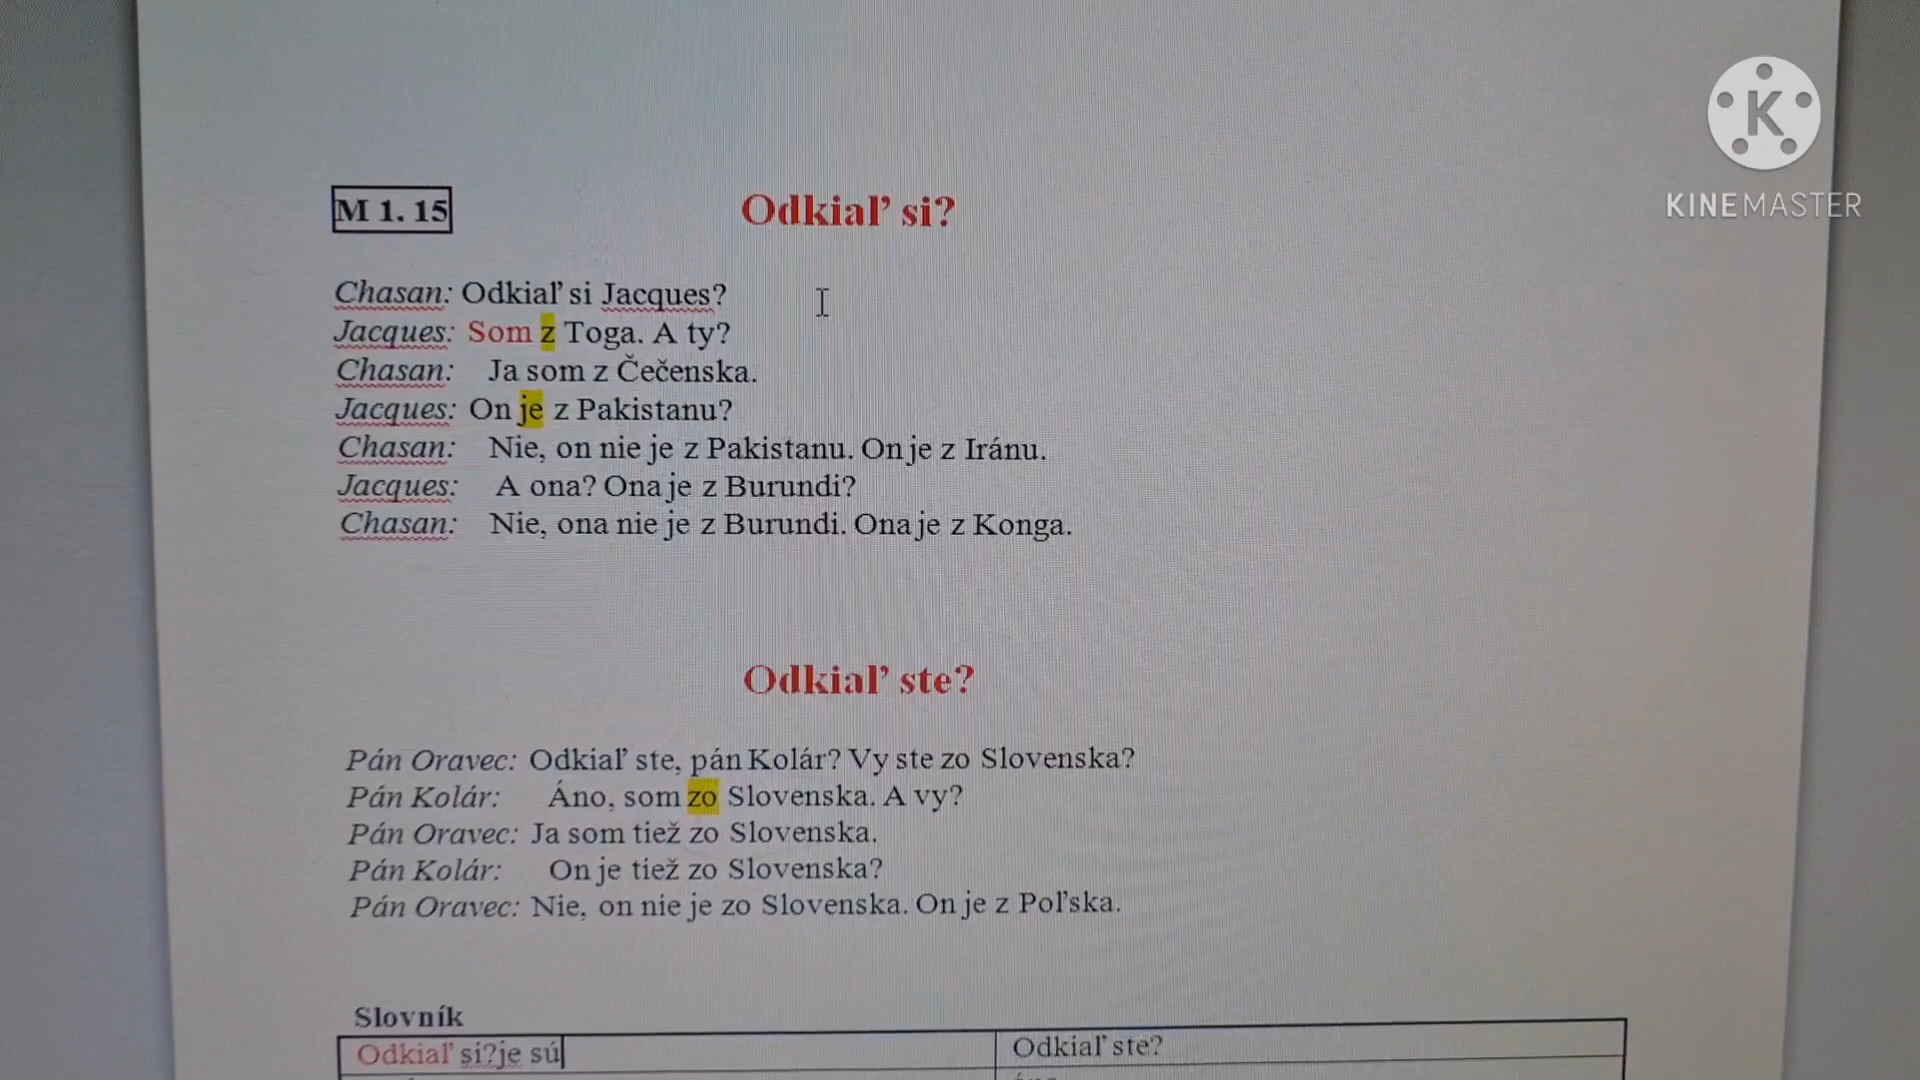 K
KINEMASTER
M 1. 15
Odkiaľ si?
Chasan: Odkiaľ si Jacques?
Jacques: Som z Toga. A ty?
Chasan: Ja som z Čečenska.
Jacques: On je z Pakistanu?
Chasan: Nie, on nie je z Pakistanu. On je z Iránu.
Jacques: A ona? Ona je z Burundi?
Chasan: Nie, ona nie je z Burundi. Ona je z Konga.
Odkiaľ ste?
Pán Oravec: Odkiaľ ste, pán Kolár? Vy ste zo Slovenska?
Pán Kolár: Áno, som zo Slovenska. A vy?
Pán Oravec: Ja som tiež zo Slovenska.
Pán Kolár: On je tiež zo Slovenska?
Pán Oravec: Nie, on nie je zo Slovenska. On je z Poľska.
Slovník
Odkiaľ si?je sú
Odkiaľ ste?